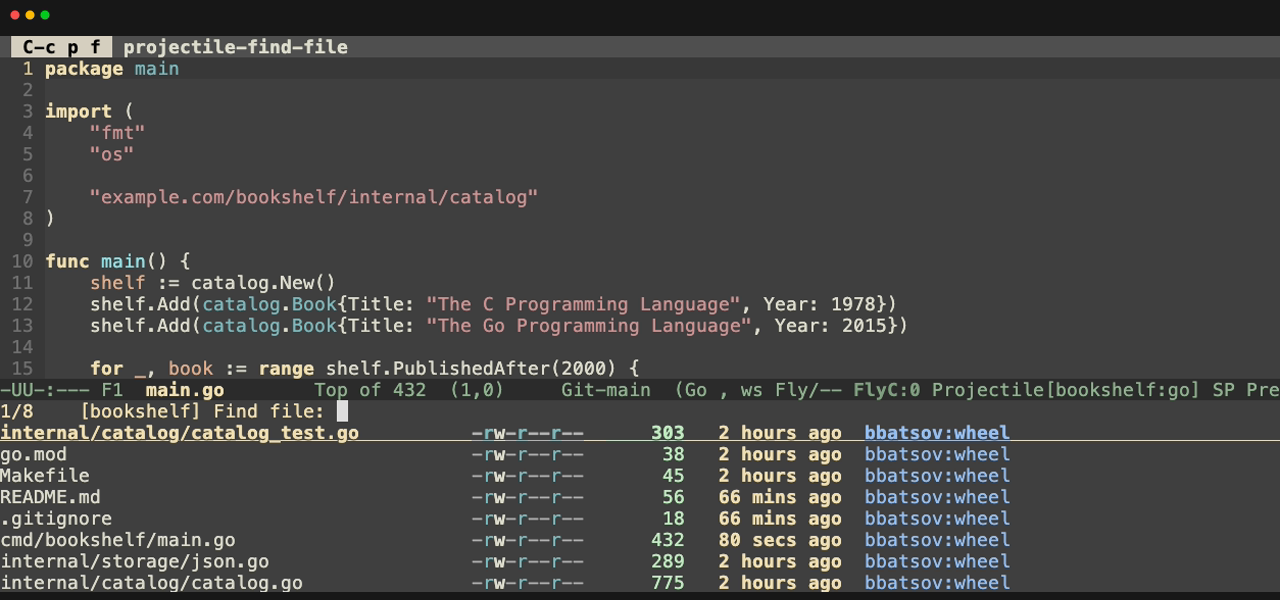 C-c p f projectile-find-file
1 package main
2
3 import (
4     "fmt"
5     "os"
6
7     "example.com/bookshelf/internal/catalog"
8 )
9
10 func main() {
11     shelf := catalog.New()
12     shelf.Add(catalog.Book{Title: "The C Programming Language", Year: 1978})
13     shelf.Add(catalog.Book{Title: "The Go Programming Language", Year: 2015})
14
15     for _, book := range shelf.PublishedAfter(2000) {
-UU-:--- F1  main.go        Top of 432  (1,0)     Git-main  (Go , ws Fly/-- FlyC:0 Projectile[bookshelf:go] SP Pre
1/8    [bookshelf] Find file:
internal/catalog/catalog_test.go          -rw-r--r--      303   2 hours ago  bbatsov:wheel
go.mod                                    -rw-r--r--       38   2 hours ago  bbatsov:wheel
Makefile                                  -rw-r--r--       45   2 hours ago  bbatsov:wheel
README.md                                 -rw-r--r--       56   66 mins ago  bbatsov:wheel
.gitignore                                -rw-r--r--       18   66 mins ago  bbatsov:wheel
cmd/bookshelf/main.go                     -rw-r--r--      432   80 secs ago  bbatsov:wheel
internal/storage/json.go                  -rw-r--r--      289   2 hours ago  bbatsov:wheel
internal/catalog/catalog.go               -rw-r--r--      775   2 hours ago  bbatsov:wheel